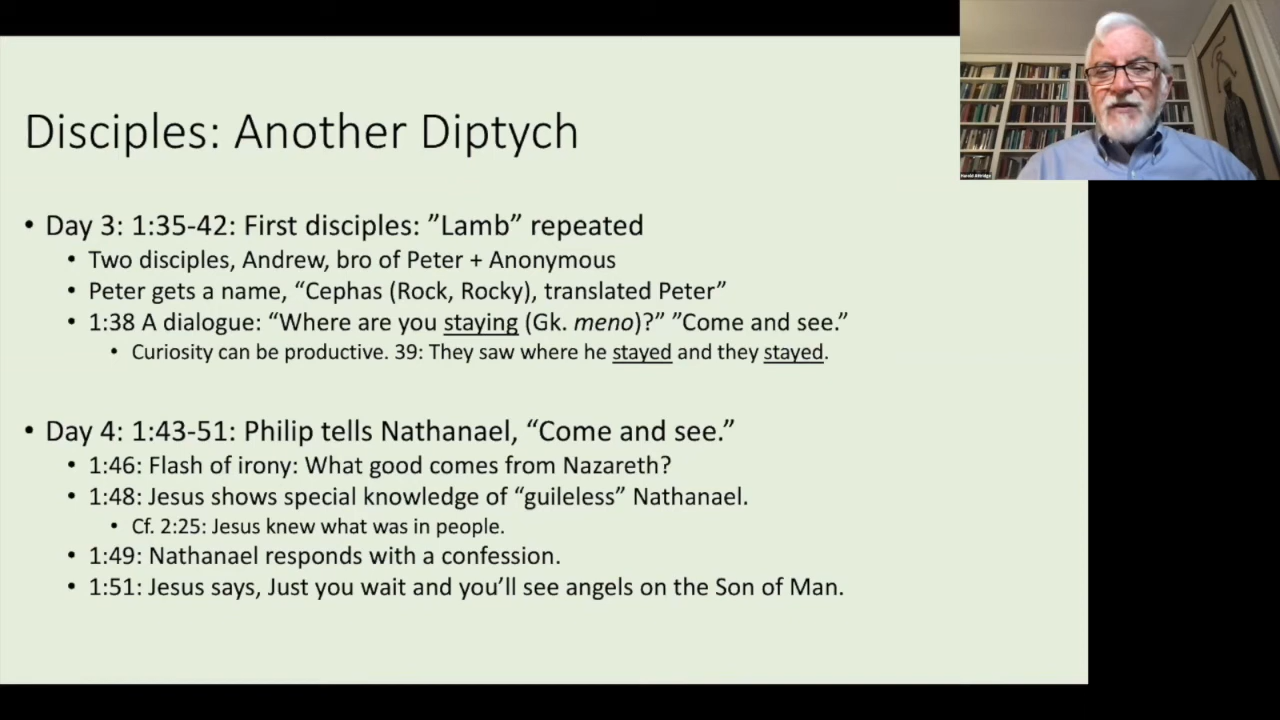 Disciples: Another Diptych
• Day 3: 1:35-42: First disciples: ”Lamb” repeated
• Two disciples, Andrew, bro of Peter + Anonymous
• Peter gets a name, “Cephas (Rock, Rocky), translated Peter”
• 1:38 A dialogue: “Where are you staying (Gk. meno)?” ”Come and see.”
• Curiosity can be productive. 39: They saw where he stayed and they stayed.
• Day 4: 1:43-51: Philip tells Nathanael, “Come and see.”
• 1:46: Flash of irony: What good comes from Nazareth?
• 1:48: Jesus shows special knowledge of “guileless” Nathanael.
• Cf. 2:25: Jesus knew what was in people.
• 1:49: Nathanael responds with a confession.
• 1:51: Jesus says, Just you wait and you’ll see angels on the Son of Man.
Harold Attridge